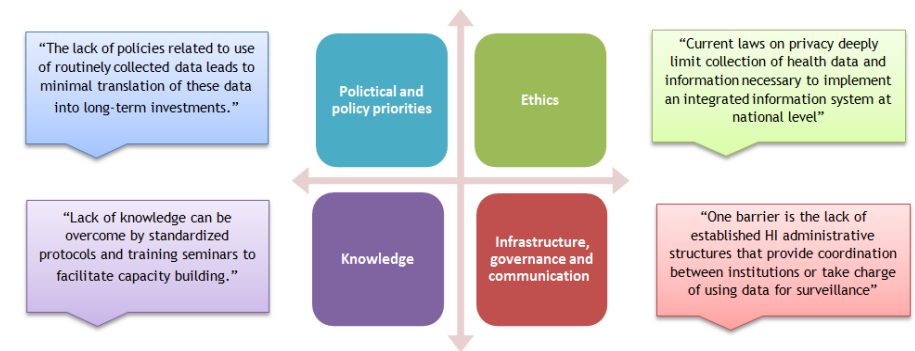 “The lack of policies related to use
of routinely collected data leads to
minimal translation of these data
into long-term investments.”
Polictical and
policy priorities
Ethics
“Current laws on privacy deeply
limit collection of health data and
information necessary to implement
an integrated information system at
national level”
“Lack of knowledge can be
overcome by standardized
protocols and training seminars to
facilitate capacity building.”
Knowledge
Infrastructure,
governance and
communication
“One barrier is the lack of
established HI administrative
structures that provide coordination
between institutions or take charge
of using data for surveillance”